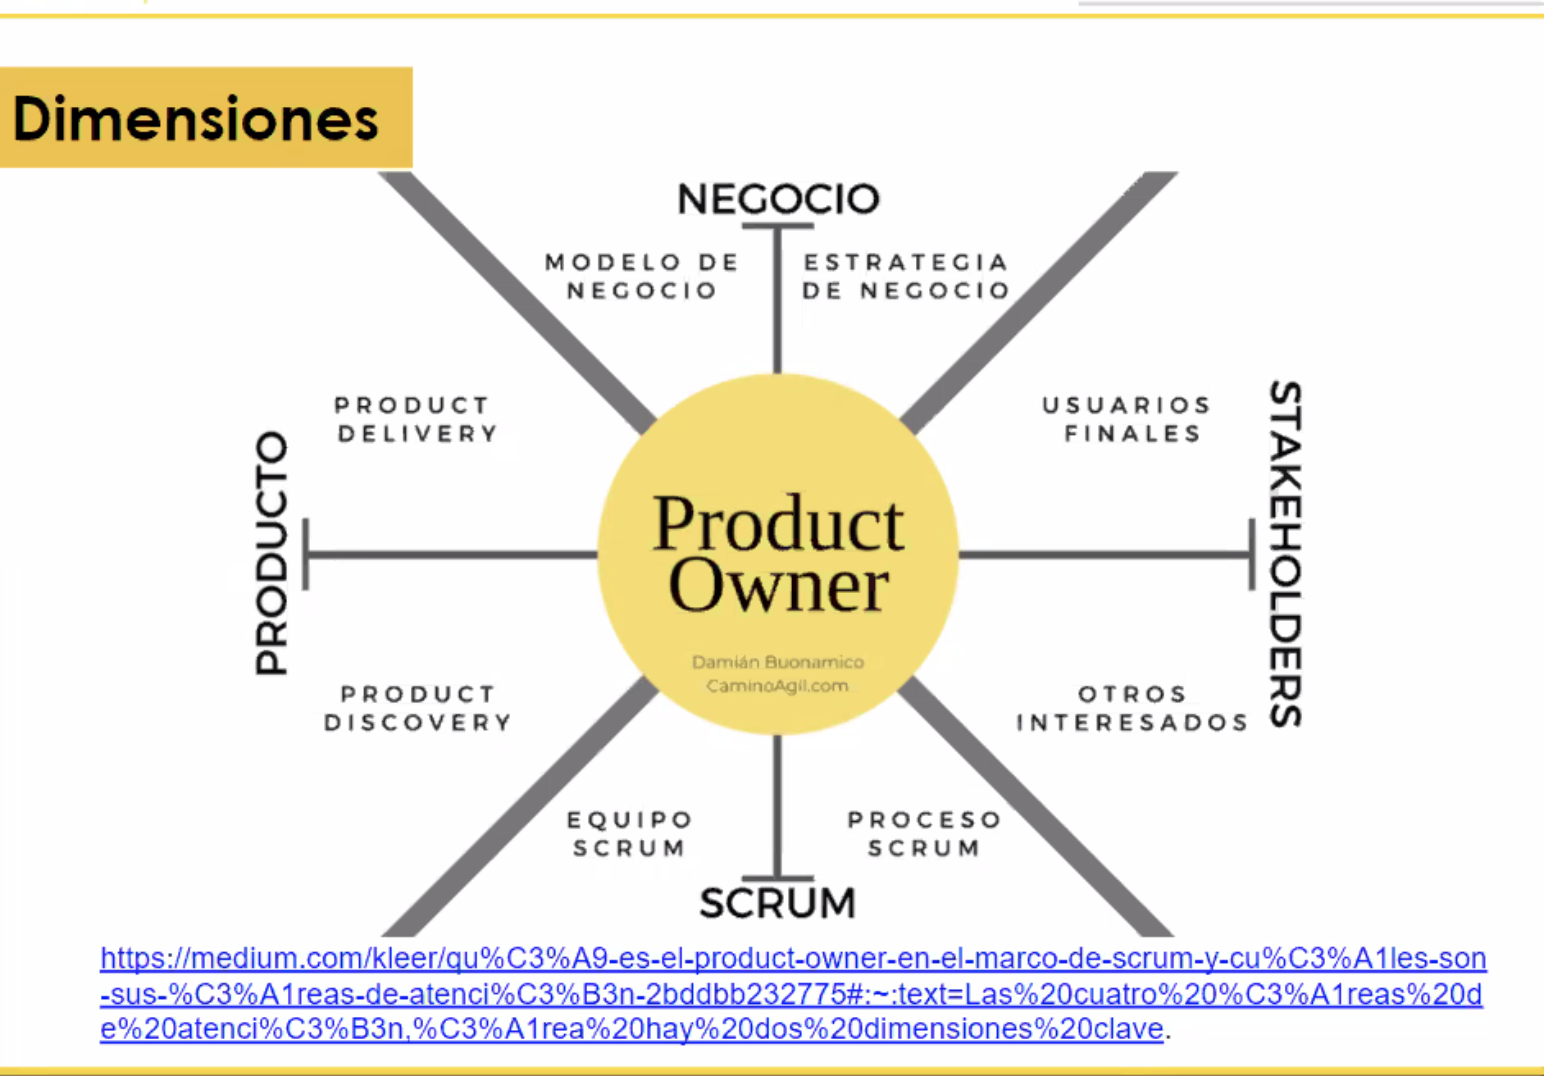 Dimensiones
NEGOCIO
MODELO DE
NEGOCIO
ESTRATEGIA
DE NEGOCIO
PRODUCT
DELIVERY
USUARIOS
FINALES
PRODUCTO
STAKEHOLDERS
Product
Owner
Damián Buonamico
CaminoAgil.com
PRODUCT
DISCOVERY
OTROS
INTERESADOS
EQUIPO
SCRUM
PROCESO
SCRUM
SCRUM
https://medium.com/kleer/qu%C3%A9-es-el-product-owner-en-el-marco-de-scrum-y-cu%C3%A1les-son
-sus-%C3%A1reas-de-atenci%C3%B3n-2bddbb232775#:~:text=Las%20cuatro%20%C3%A1reas%20d
e%20atenci%C3%B3n,%C3%A1rea%20hay%20dos%20dimensiones%20clave.